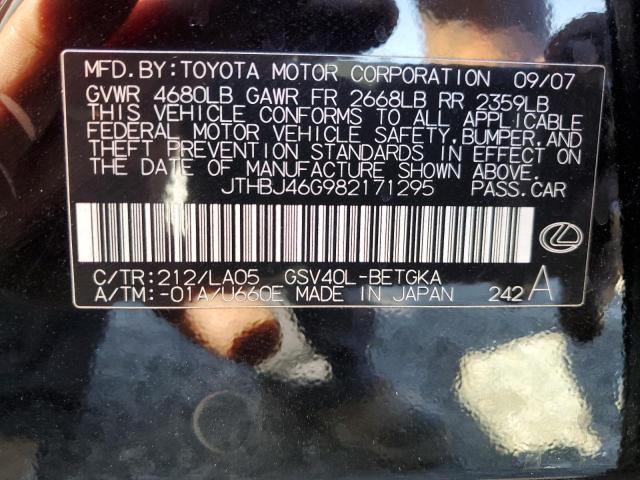 MFD.BY:TOYOTA MOTOR CORPORATION 09/07
GVWR 4680LB GAWR FR 2668LB RR 2359LB
THIS VEHICLE CONFORMS TO ALL APPLICABLE
FEDERAL MOTOR VEHICLE SAFETY,BUMPER,AND
THEFT PREVENTION STANDARDS IN EFFECT ON
THE DATE OF MANUFACTURE SHOWN ABOVE.
JTHBJ46G982171295 PASS.CAR
C/TR:212/LA05 GSV40L-BETGKA
A/TM:-01A/U660E MADE IN JAPAN 242 A